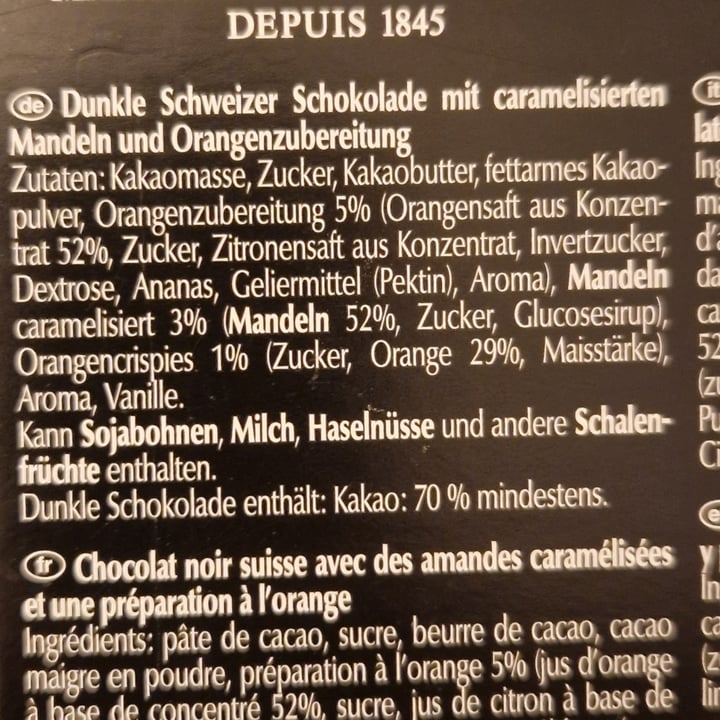 DEPUIS 1845
de Dunkle Schweizer Schokolade mit caramelisierten
Mandeln und Orangenzubereitung
Zutaten: Kakaomasse, Zucker, Kakaobutter, fettarmes Kakao-
pulver, Orangenzubereitung 5% (Orangensaft aus Konzen-
trat 52%, Zucker, Zitronensaft aus Konzentrat, Invertzucker,
Dextrose, Ananas, Geliermittel (Pektin), Aroma), Mandeln
caramelisiert 3% (Mandeln 52%, Zucker, Glucosesirup),
Orangencrispies 1% (Zucker, Orange 29%, Maisstärke),
Aroma, Vanille.
Kann Sojabohnen, Milch, Haselnüsse und andere Schalen-
früchte enthalten.
Dunkle Schokolade enthält: Kakao: 70 % mindestens.
fr Chocolat noir suisse avec des amandes caramélisées
et une préparation à l'orange
Ingrédients: pâte de cacao, sucre, beurre de cacao, cacao
maigre en poudre, préparation à l'orange 5% (jus d'orange
à base de concentré 52%, sucre, jus de citron à base de
it